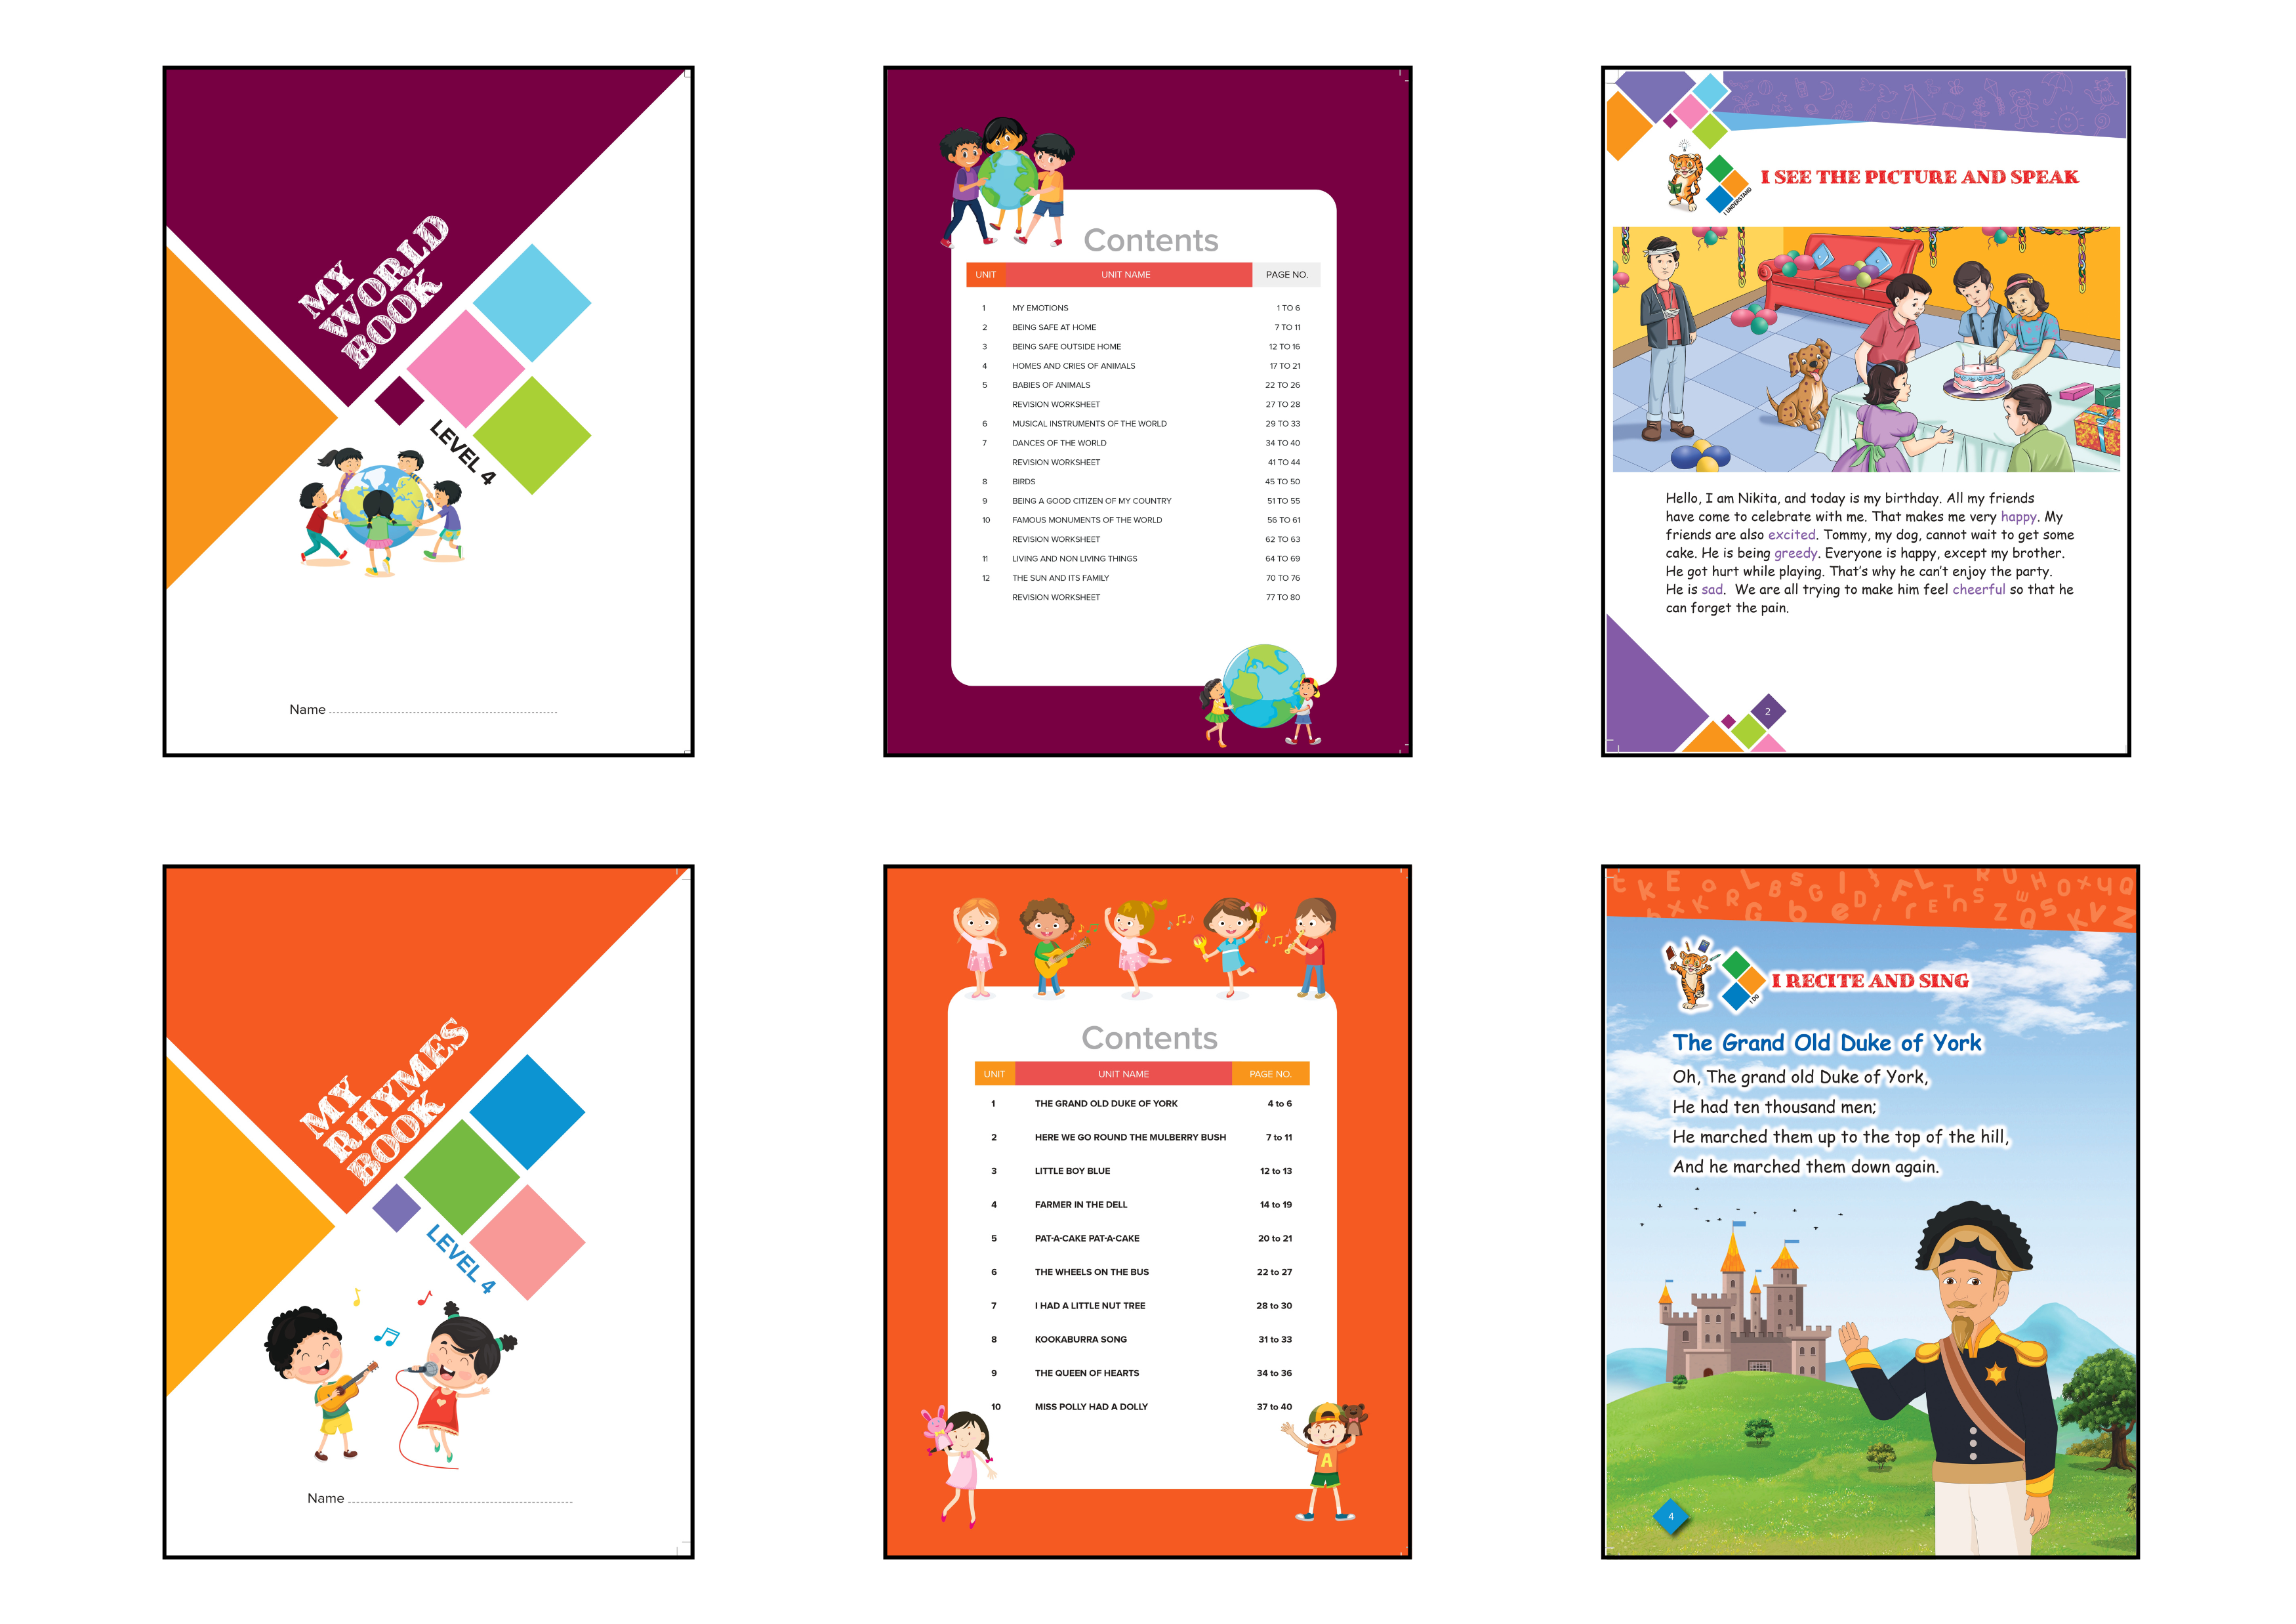 MY
WORLD
BOOK
LEVEL 4
Name
Contents
UNIT UNIT NAME PAGE NO.
1 MY EMOTIONS 1 TO 6
2 BEING SAFE AT HOME 7 TO 11
3 BEING SAFE OUTSIDE HOME 12 TO 16
4 HOMES AND CRIES OF ANIMALS 17 TO 21
5 BABIES OF ANIMALS 22 TO 26
REVISION WORKSHEET 27 TO 28
6 MUSICAL INSTRUMENTS OF THE WORLD 29 TO 33
7 DANCES OF THE WORLD 34 TO 40
REVISION WORKSHEET 41 TO 44
8 BIRDS 45 TO 50
9 BEING A GOOD CITIZEN OF MY COUNTRY 51 TO 55
10 FAMOUS MONUMENTS OF THE WORLD 56 TO 61
REVISION WORKSHEET 62 TO 63
11 LIVING AND NON LIVING THINGS 64 TO 69
12 THE SUN AND ITS FAMILY 70 TO 76
REVISION WORKSHEET 77 TO 80
I UNDERSTAND
I SEE THE PICTURE AND SPEAK
Hello, I am Nikita, and today is my birthday. All my friends
have come to celebrate with me. That makes me very happy. My
friends are also excited. Tommy, my dog, cannot wait to get some
cake. He is being greedy. Everyone is happy, except my brother.
He got hurt while playing. That's why he can't enjoy the party.
He is sad. We are all trying to make him feel cheerful so that he
can forget the pain.
2
MY
RHYMES
BOOK
LEVEL 4
Name
Contents
UNIT UNIT NAME PAGE NO.
1 THE GRAND OLD DUKE OF YORK 4 to 6
2 HERE WE GO ROUND THE MULBERRY BUSH 7 to 11
3 LITTLE BOY BLUE 12 to 13
4 FARMER IN THE DELL 14 to 19
5 PAT-A-CAKE PAT-A-CAKE 20 to 21
6 THE WHEELS ON THE BUS 22 to 27
7 I HAD A LITTLE NUT TREE 28 to 30
8 KOOKABURRA SONG 31 to 33
9 THE QUEEN OF HEARTS 34 to 36
10 MISS POLLY HAD A DOLLY 37 to 40
A
I DO
I RECITE AND SING
The Grand Old Duke of York
Oh, The grand old Duke of York,
He had ten thousand men;
He marched them up to the top of the hill,
And he marched them down again.
4